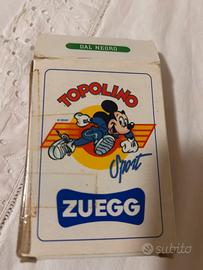 DAL NEGRO
TOPOLINO
Sport
ZUEGG
subito